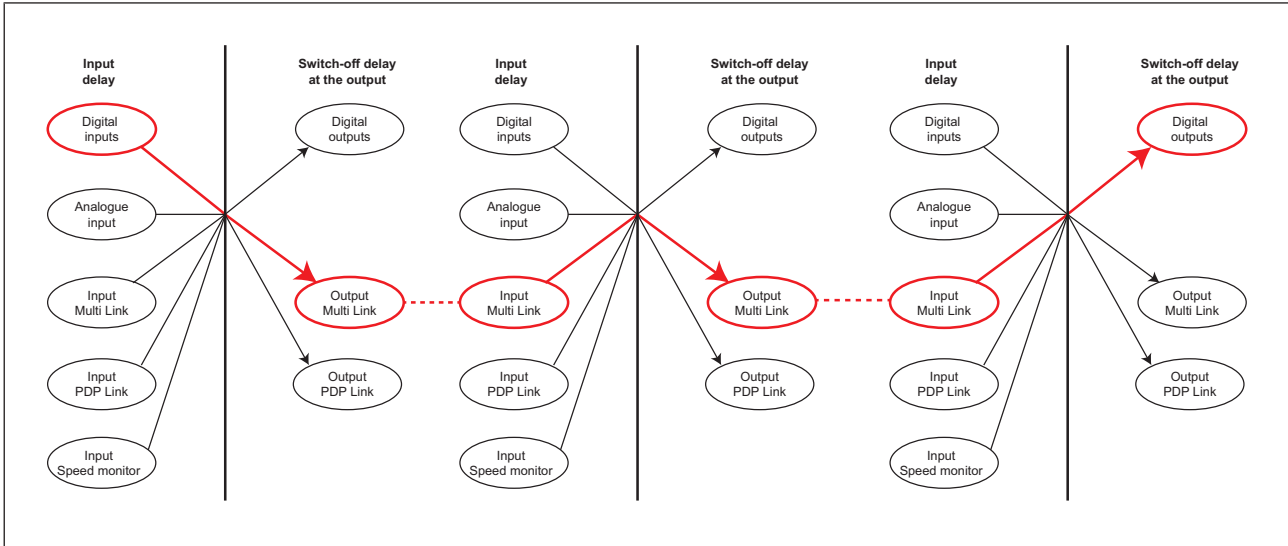 Input
delay
Switch-off delay
at the output
Digital
inputs
Digital
outputs
Analogue
input
Input
Multi Link
Output
Multi Link
Input
PDP Link
Output
PDP Link
Input
Speed monitor
Input
delay
Switch-off delay
at the output
Digital
inputs
Digital
outputs
Analogue
input
Input
Multi Link
Output
Multi Link
Input
PDP Link
Output
PDP Link
Input
Speed monitor
Input
delay
Switch-off delay
at the output
Digital
inputs
Digital
outputs
Analogue
input
Input
Multi Link
Output
Multi Link
Input
PDP Link
Output
PDP Link
Input
Speed monitor